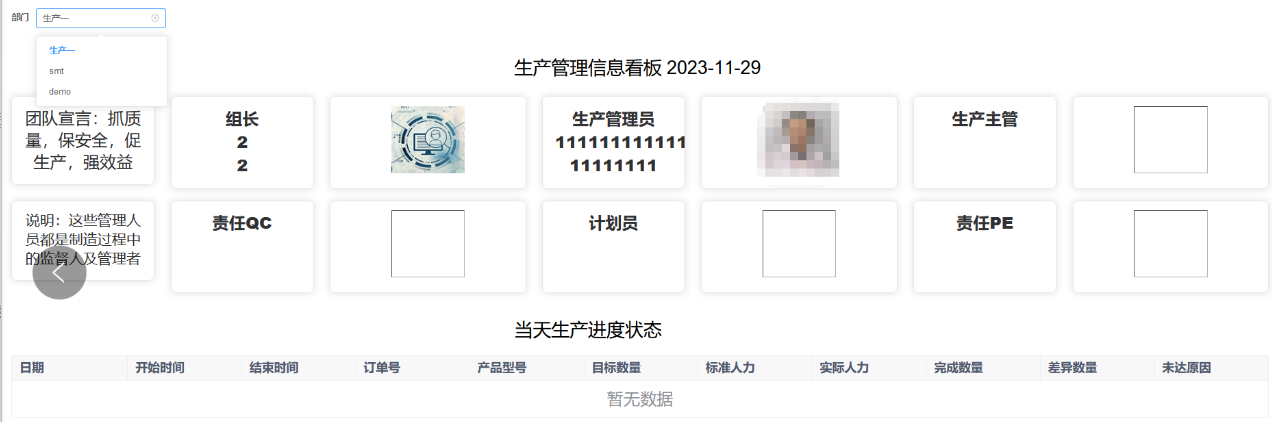 部门 生产一
生产一
smt
demo
生产管理信息看板 2023-11-29
团队宣言：抓质
量，保安全，促
生产，强效益
组长
2
2
生产管理员
111111111111
11111111
生产主管
说明：这些管理人
员都是制造过程中
的监督人及管理者
责任QC
计划员
责任PE
当天生产进度状态
日期 开始时间 结束时间 订单号 产品型号 目标数量 标准人力 实际人力 完成数量 差异数量 未达原因
暂无数据